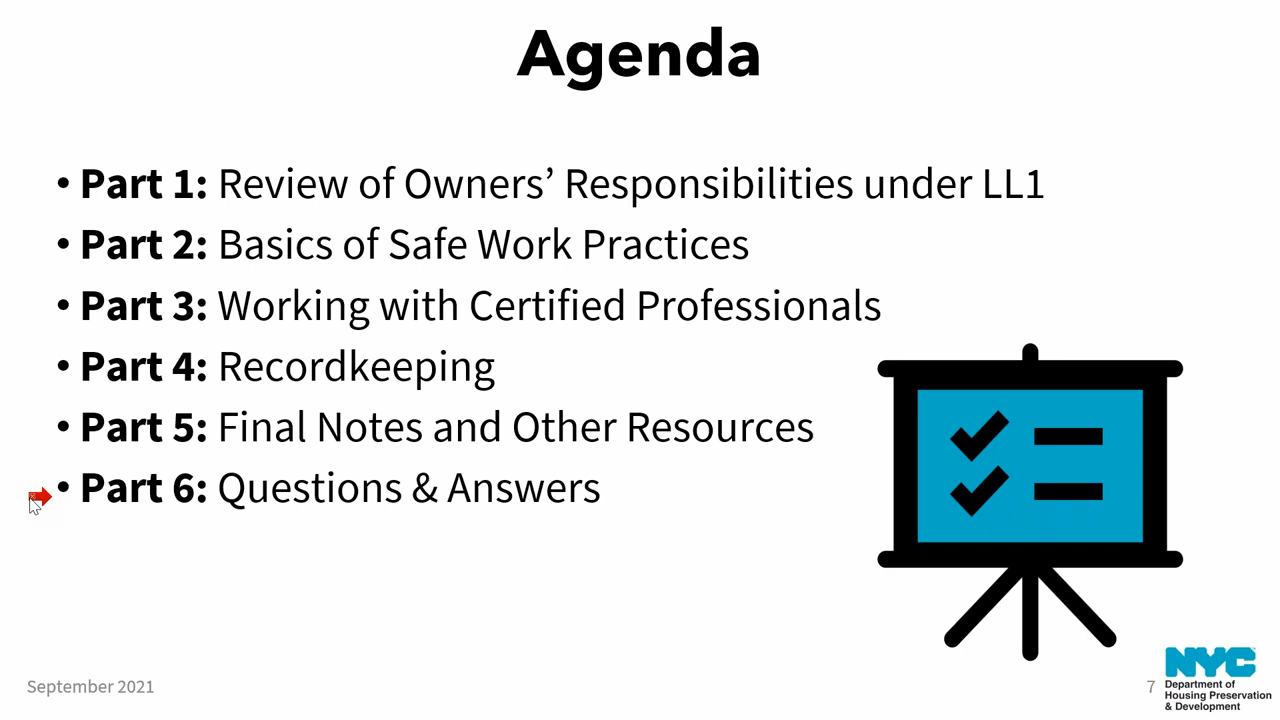 Agenda
• Part 1: Review of Owners’ Responsibilities under LL1
• Part 2: Basics of Safe Work Practices
• Part 3: Working with Certified Professionals
• Part 4: Recordkeeping
• Part 5: Final Notes and Other Resources
• Part 6: Questions & Answers
September 2021
7
NYC
Department of
Housing Preservation
& Development